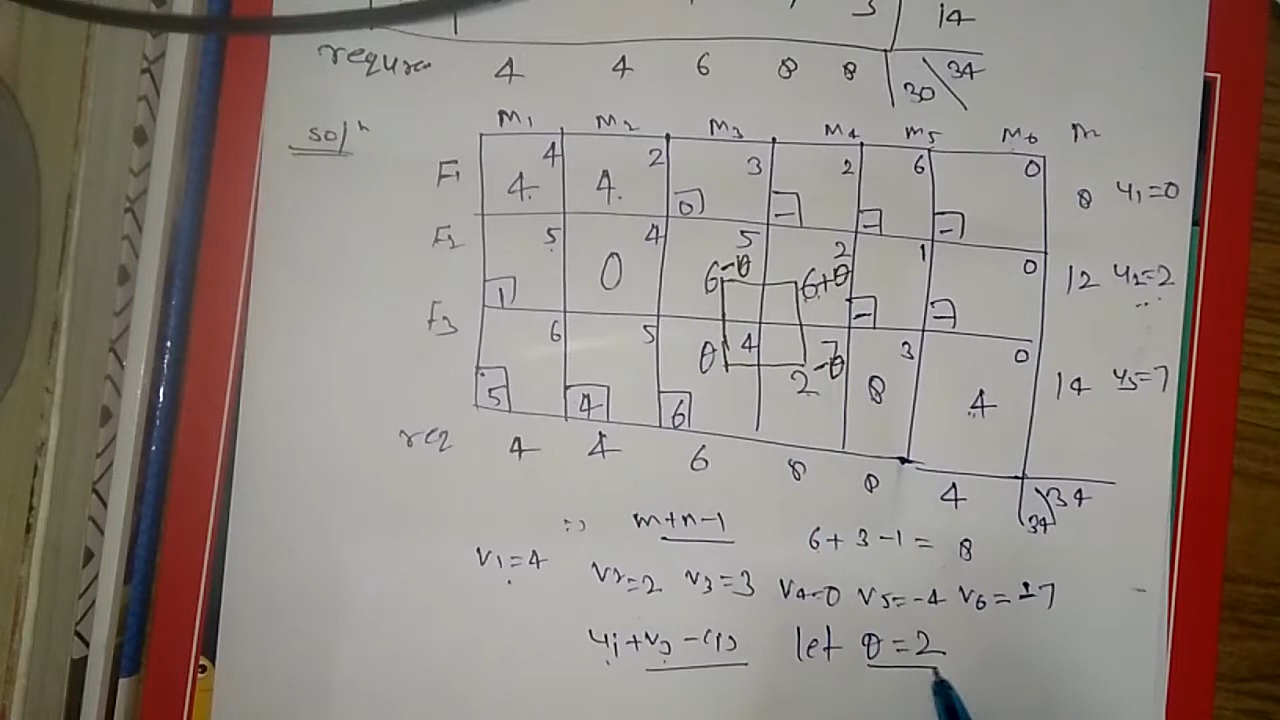 3 14
4 4 6 8 8 30 34
soln
M1 M2 M3 M4 M5 M6
F1 4 2 3 2 6 0
4. 4. 0 - - - 8 u1=0
F2 5 4 5 2 1 0
1 0 6-θ 6+θ - - 12 u2=2
F3 6 5 4 7 3 0
5 4 6 θ 2-θ 8 4 14 u3=7
req 4 4 6 8 8 4 34 34
∴ m+n-1 6+3-1= 8
v1=4 v2=2 v3=3 v4=0 v5=-4 v6=-7
ui+vj-cij let θ=2